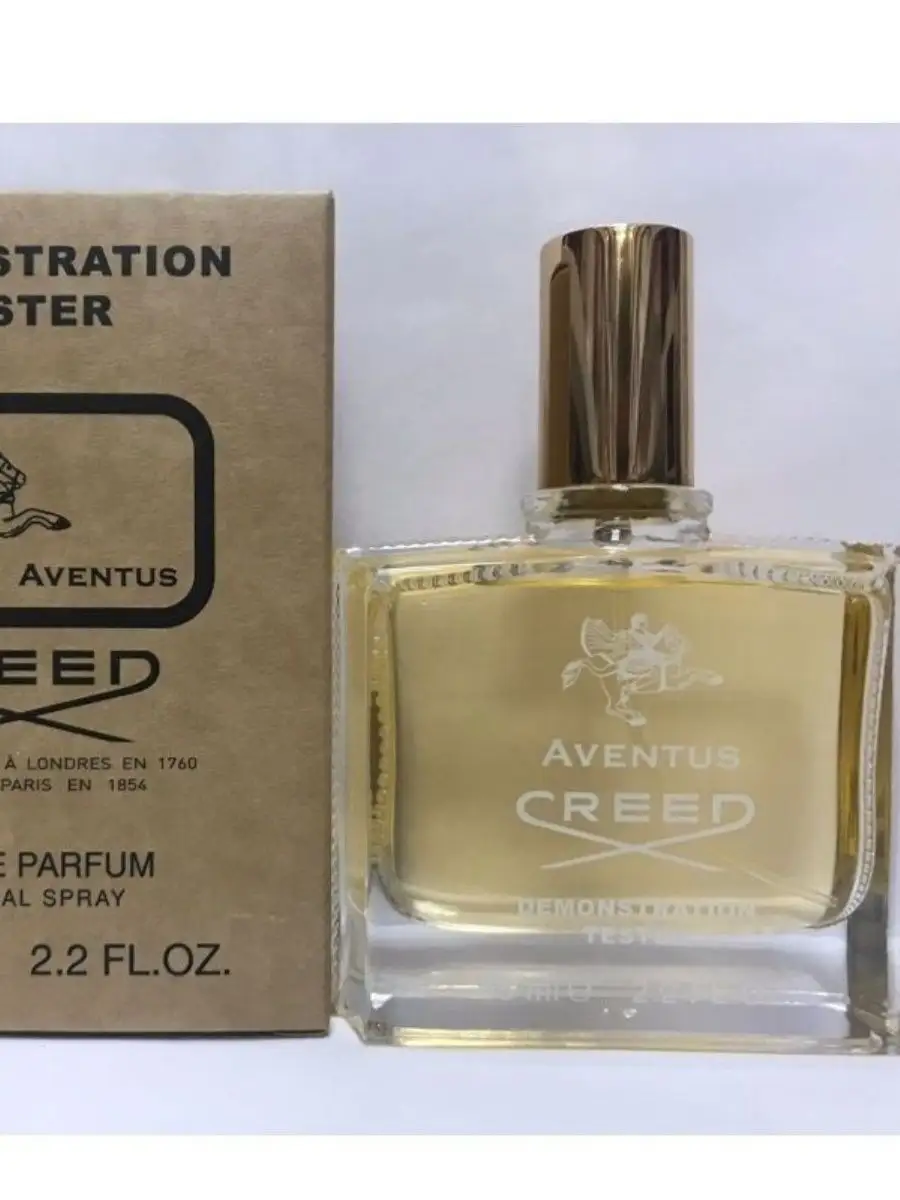 STRATION
STER
AVENTUS
EED
À LONDRES EN 1760
PARIS EN 1854
E PARFUM
AL SPRAY
2.2 FL.OZ.
AVENTUS
CREED
DEMONSTRATION